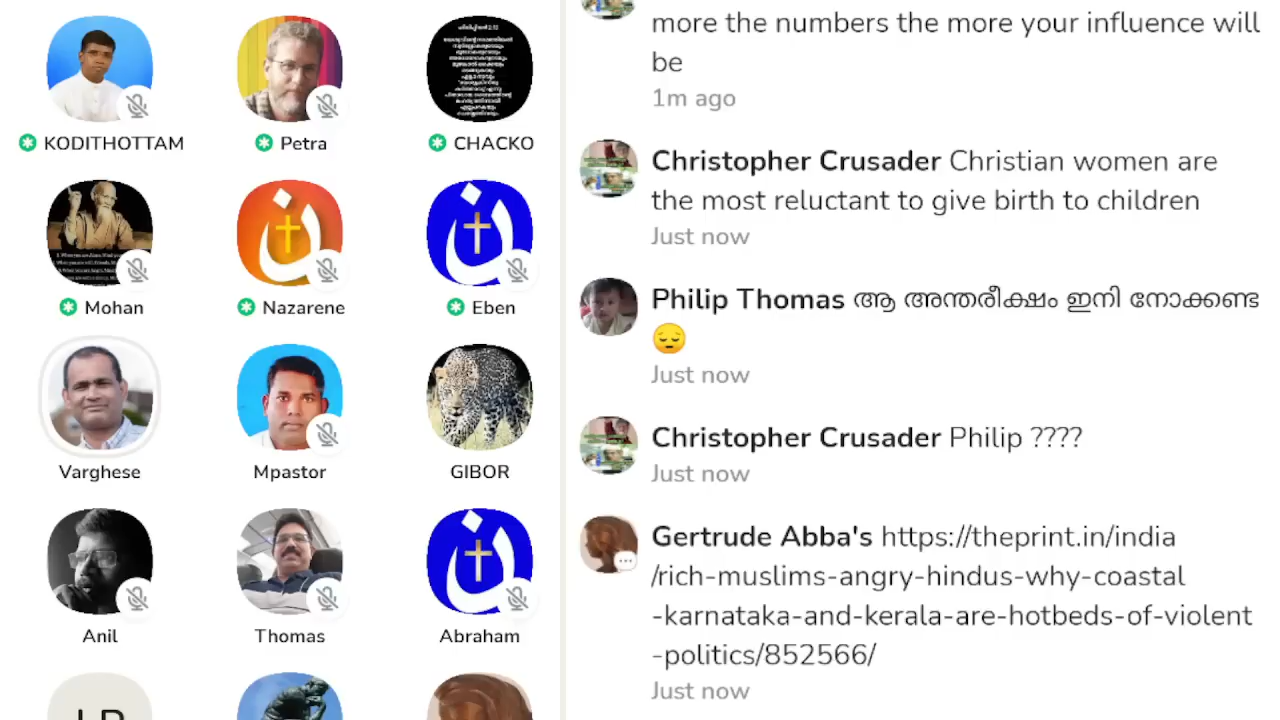 KODITHOTTAM
Petra
CHACKO
Mohan
Nazarene
Eben
Varghese
Mpastor
GIBOR
Anil
Thomas
Abraham
more the numbers the more your influence will
be
1m ago
Christopher Crusader Christian women are
the most reluctant to give birth to children
Just now
Philip Thomas ആ അന്തരീക്ഷം ഇനി നോക്കണ്ട
😔
Just now
Christopher Crusader Philip ????
Just now
Gertrude Abba's https://theprint.in/india
/rich-muslims-angry-hindus-why-coastal
-karnataka-and-kerala-are-hotbeds-of-violent
-politics/852566/
Just now